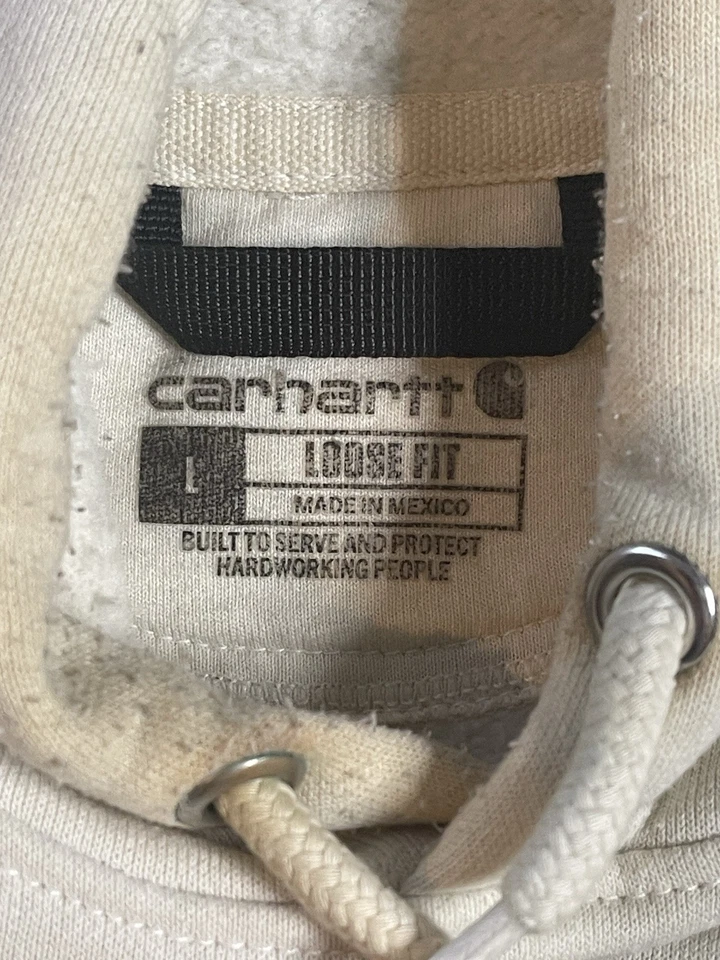 carhartt
L LOOSE FIT
MADE IN MEXICO
BUILT TO SERVE AND PROTECT
HARDWORKING PEOPLE